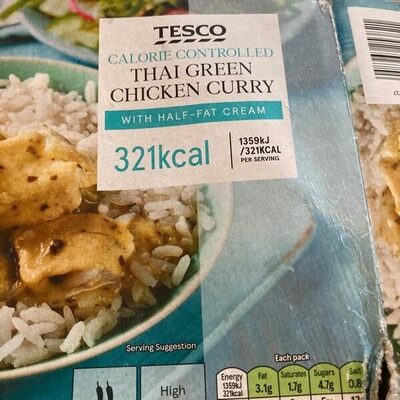 TESCO
CALORIE CONTROLLED
THAI GREEN
CHICKEN CURRY
WITH HALF-FAT CREAM
321kcal
1359kJ
/321KCAL
PER SERVING
Serving Suggestion
High
Each pack
Energy
1359kJ
321kcal
Fat
3.1g
Saturates
1.7g
Sugars
4.7g
Salt